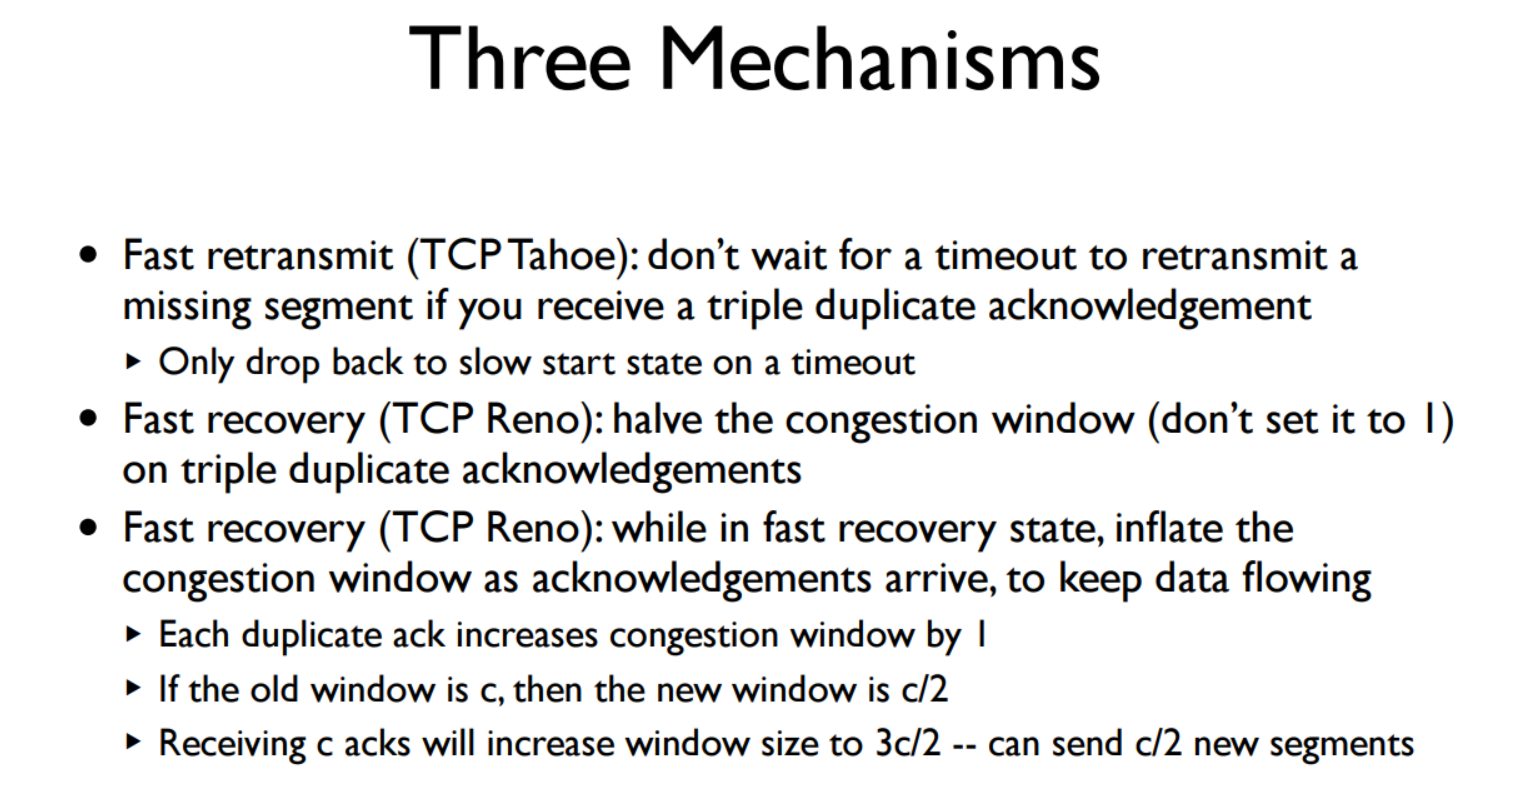 Three Mechanisms
• Fast retransmit (TCP Tahoe): don’t wait for a timeout to retransmit a
missing segment if you receive a triple duplicate acknowledgement
‣ Only drop back to slow start state on a timeout
• Fast recovery (TCP Reno): halve the congestion window (don’t set it to 1)
on triple duplicate acknowledgements
• Fast recovery (TCP Reno): while in fast recovery state, inflate the
congestion window as acknowledgements arrive, to keep data flowing
‣ Each duplicate ack increases congestion window by 1
‣ If the old window is c, then the new window is c/2
‣ Receiving c acks will increase window size to 3c/2 -- can send c/2 new segments